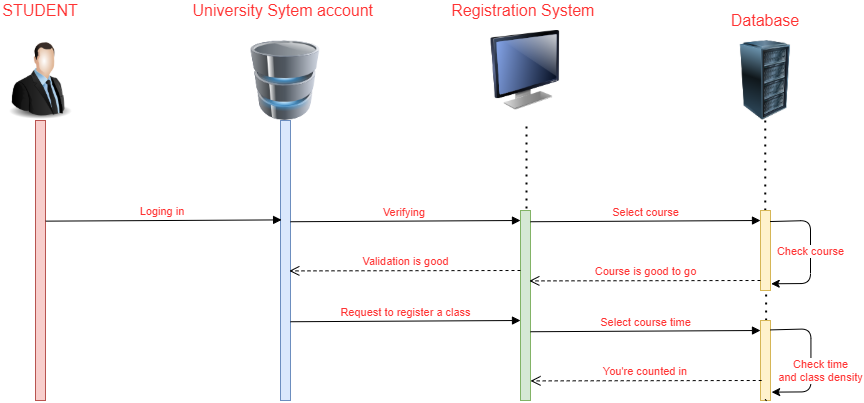 STUDENT
University Sytem account
Registration System
Database
Loging in
Verifying
Select course
Check course
Validation is good
Course is good to go
Request to register a class
Select course time
Check time
and class density
You're counted in